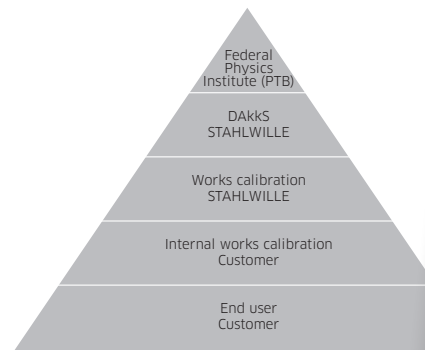 Federal
Physics
Institute (PTB)
DAkkS
STAHLWILLE
Works calibration
STAHLWILLE
Internal works calibration
Customer
End user
Customer